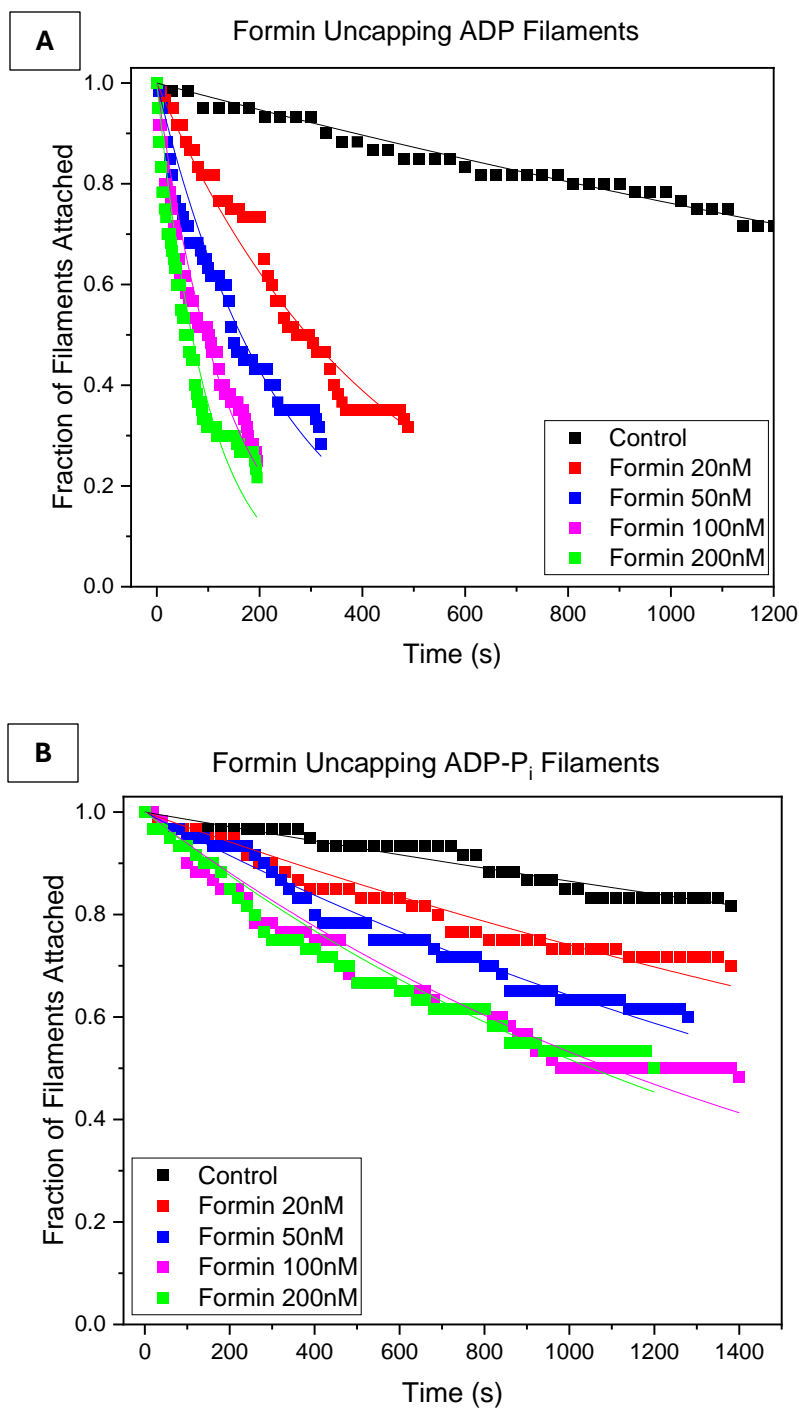 A
Formin Uncapping ADP Filaments
Fraction of Filaments Attached
1.0
0.8
0.6
0.4
0.2
0.0
Control
Formin 20nM
Formin 50nM
Formin 100nM
Formin 200nM
0 200 400 600 800 1000 1200
Time (s)
B
Formin Uncapping ADP-Pi Filaments
Fraction of Filaments Attached
1.0
0.8
0.6
0.4
0.2
0.0
Control
Formin 20nM
Formin 50nM
Formin 100nM
Formin 200nM
0 200 400 600 800 1000 1200 1400
Time (s)